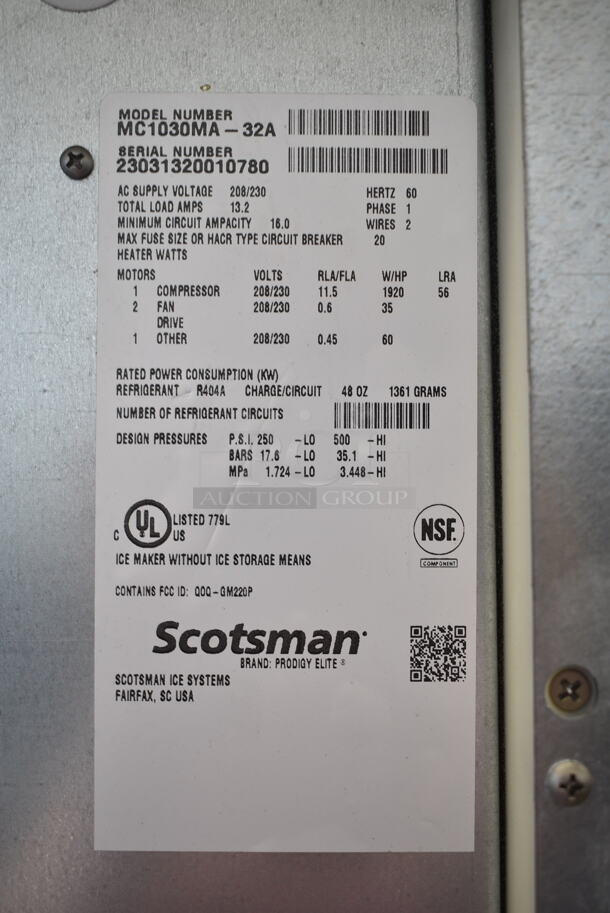 MODEL NUMBER
MC1030MA - 32A
SERIAL NUMBER
23031320010780
AC SUPPLY VOLTAGE 208/230 HERTZ 60
TOTAL LOAD AMPS 13.2 PHASE 1
MINIMUM CIRCUIT AMPACITY 16.0 WIRES 2
MAX FUSE SIZE OR HACR TYPE CIRCUIT BREAKER 20
HEATER WATTS
MOTORS VOLTS RLA/FLA W/HP LRA
1 COMPRESSOR 208/230 11.5 1920 56
2 FAN 208/230 0.6 35
DRIVE
1 OTHER 208/230 0.45 60
RATED POWER CONSUMPTION (KW)
REFRIGERANT R404A CHARGE/CIRCUIT 48 OZ 1361 GRAMS
NUMBER OF REFRIGERANT CIRCUITS
DESIGN PRESSURES P.S.I. 250 -LO 500 -HI
BARS 17.6 -LO 35.1 -HI
MPa 1.724 -LO 3.448 -HI
AUCTION GROUP
C UL US LISTED 779L
NSF.
COMPONENT
ICE MAKER WITHOUT ICE STORAGE MEANS
CONTAINS FCC ID: QOQ-GM220P
Scotsman
BRAND: PRODIGY ELITE ®
SCOTSMAN ICE SYSTEMS
FAIRFAX, SC USA